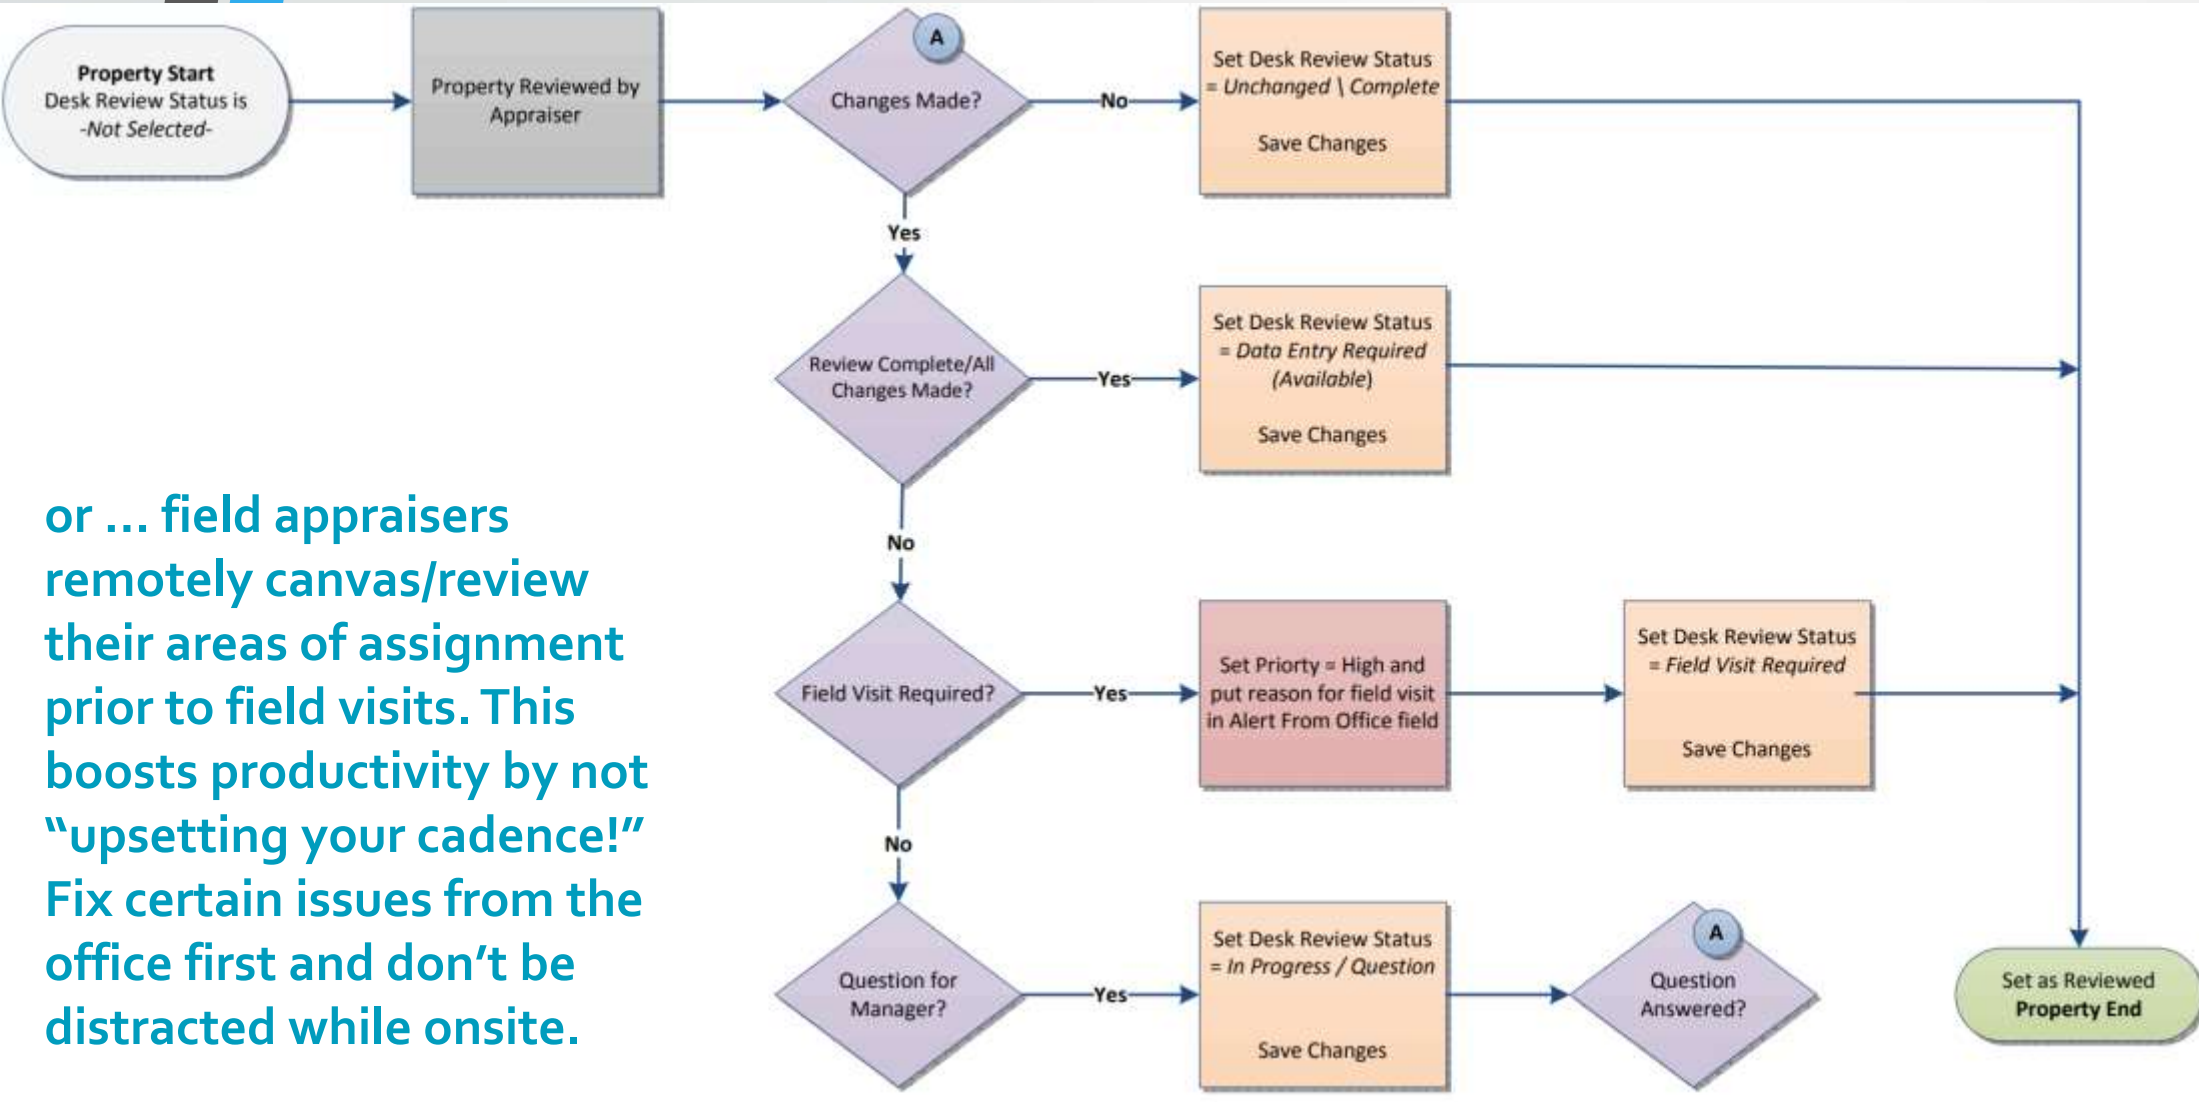 Property Start
Desk Review Status is
-Not Selected-
Property Reviewed by
Appraiser
A
Changes Made?
No
Set Desk Review Status
= Unchanged \ Complete
Save Changes
Yes
Review Complete/All
Changes Made?
Yes
Set Desk Review Status
= Data Entry Required
(Available)
Save Changes
No
Field Visit Required?
Yes
Set Priorty = High and
put reason for field visit
in Alert From Office field
Set Desk Review Status
= Field Visit Required
Save Changes
No
Question for
Manager?
Yes
Set Desk Review Status
= In Progress / Question
Save Changes
A
Question
Answered?
Set as Reviewed
Property End
or ... field appraisers
remotely canvas/review
their areas of assignment
prior to field visits. This
boosts productivity by not
“upsetting your cadence!”
Fix certain issues from the
office first and don’t be
distracted while onsite.